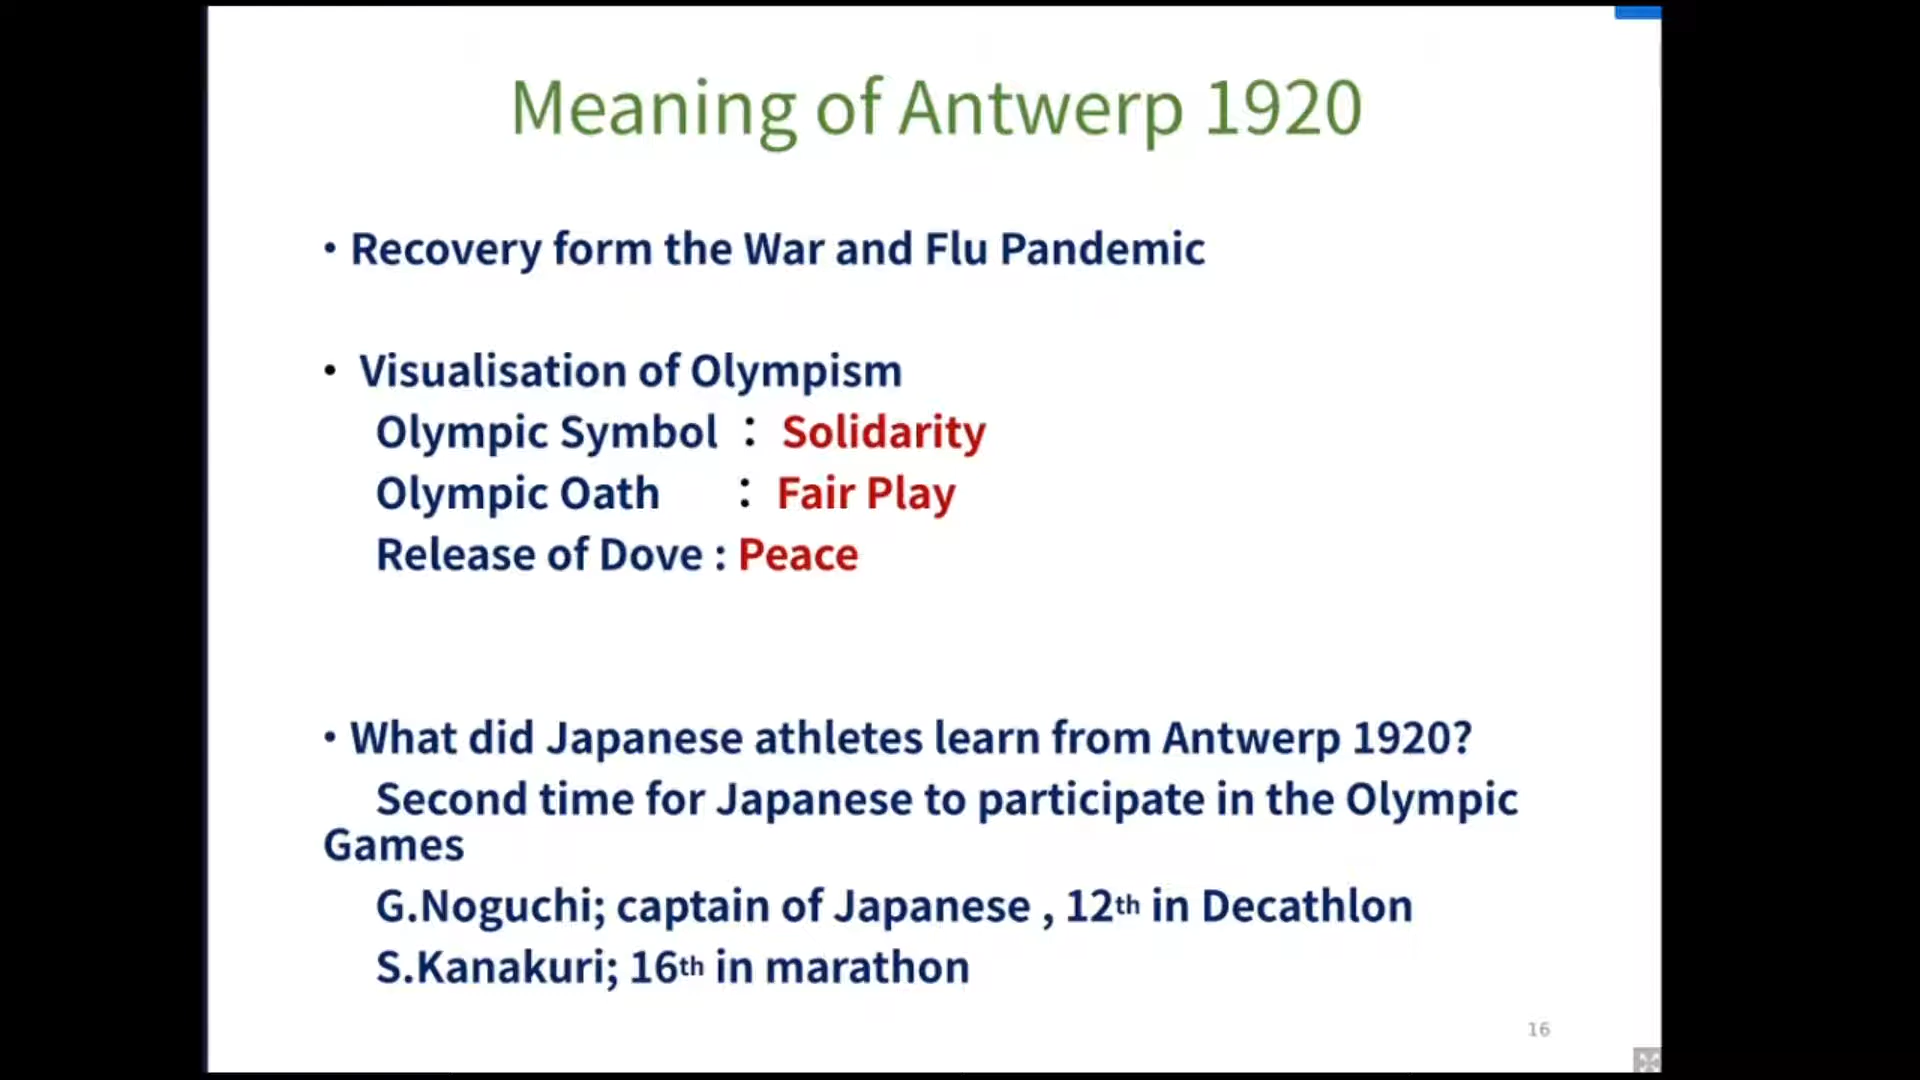 Meaning of Antwerp 1920
• Recovery form the War and Flu Pandemic
• Visualisation of Olympism
Olympic Symbol ： Solidarity
Olympic Oath ： Fair Play
Release of Dove : Peace
• What did Japanese athletes learn from Antwerp 1920?
Second time for Japanese to participate in the Olympic
Games
G.Noguchi; captain of Japanese , 12th in Decathlon
S.Kanakuri; 16th in marathon
16